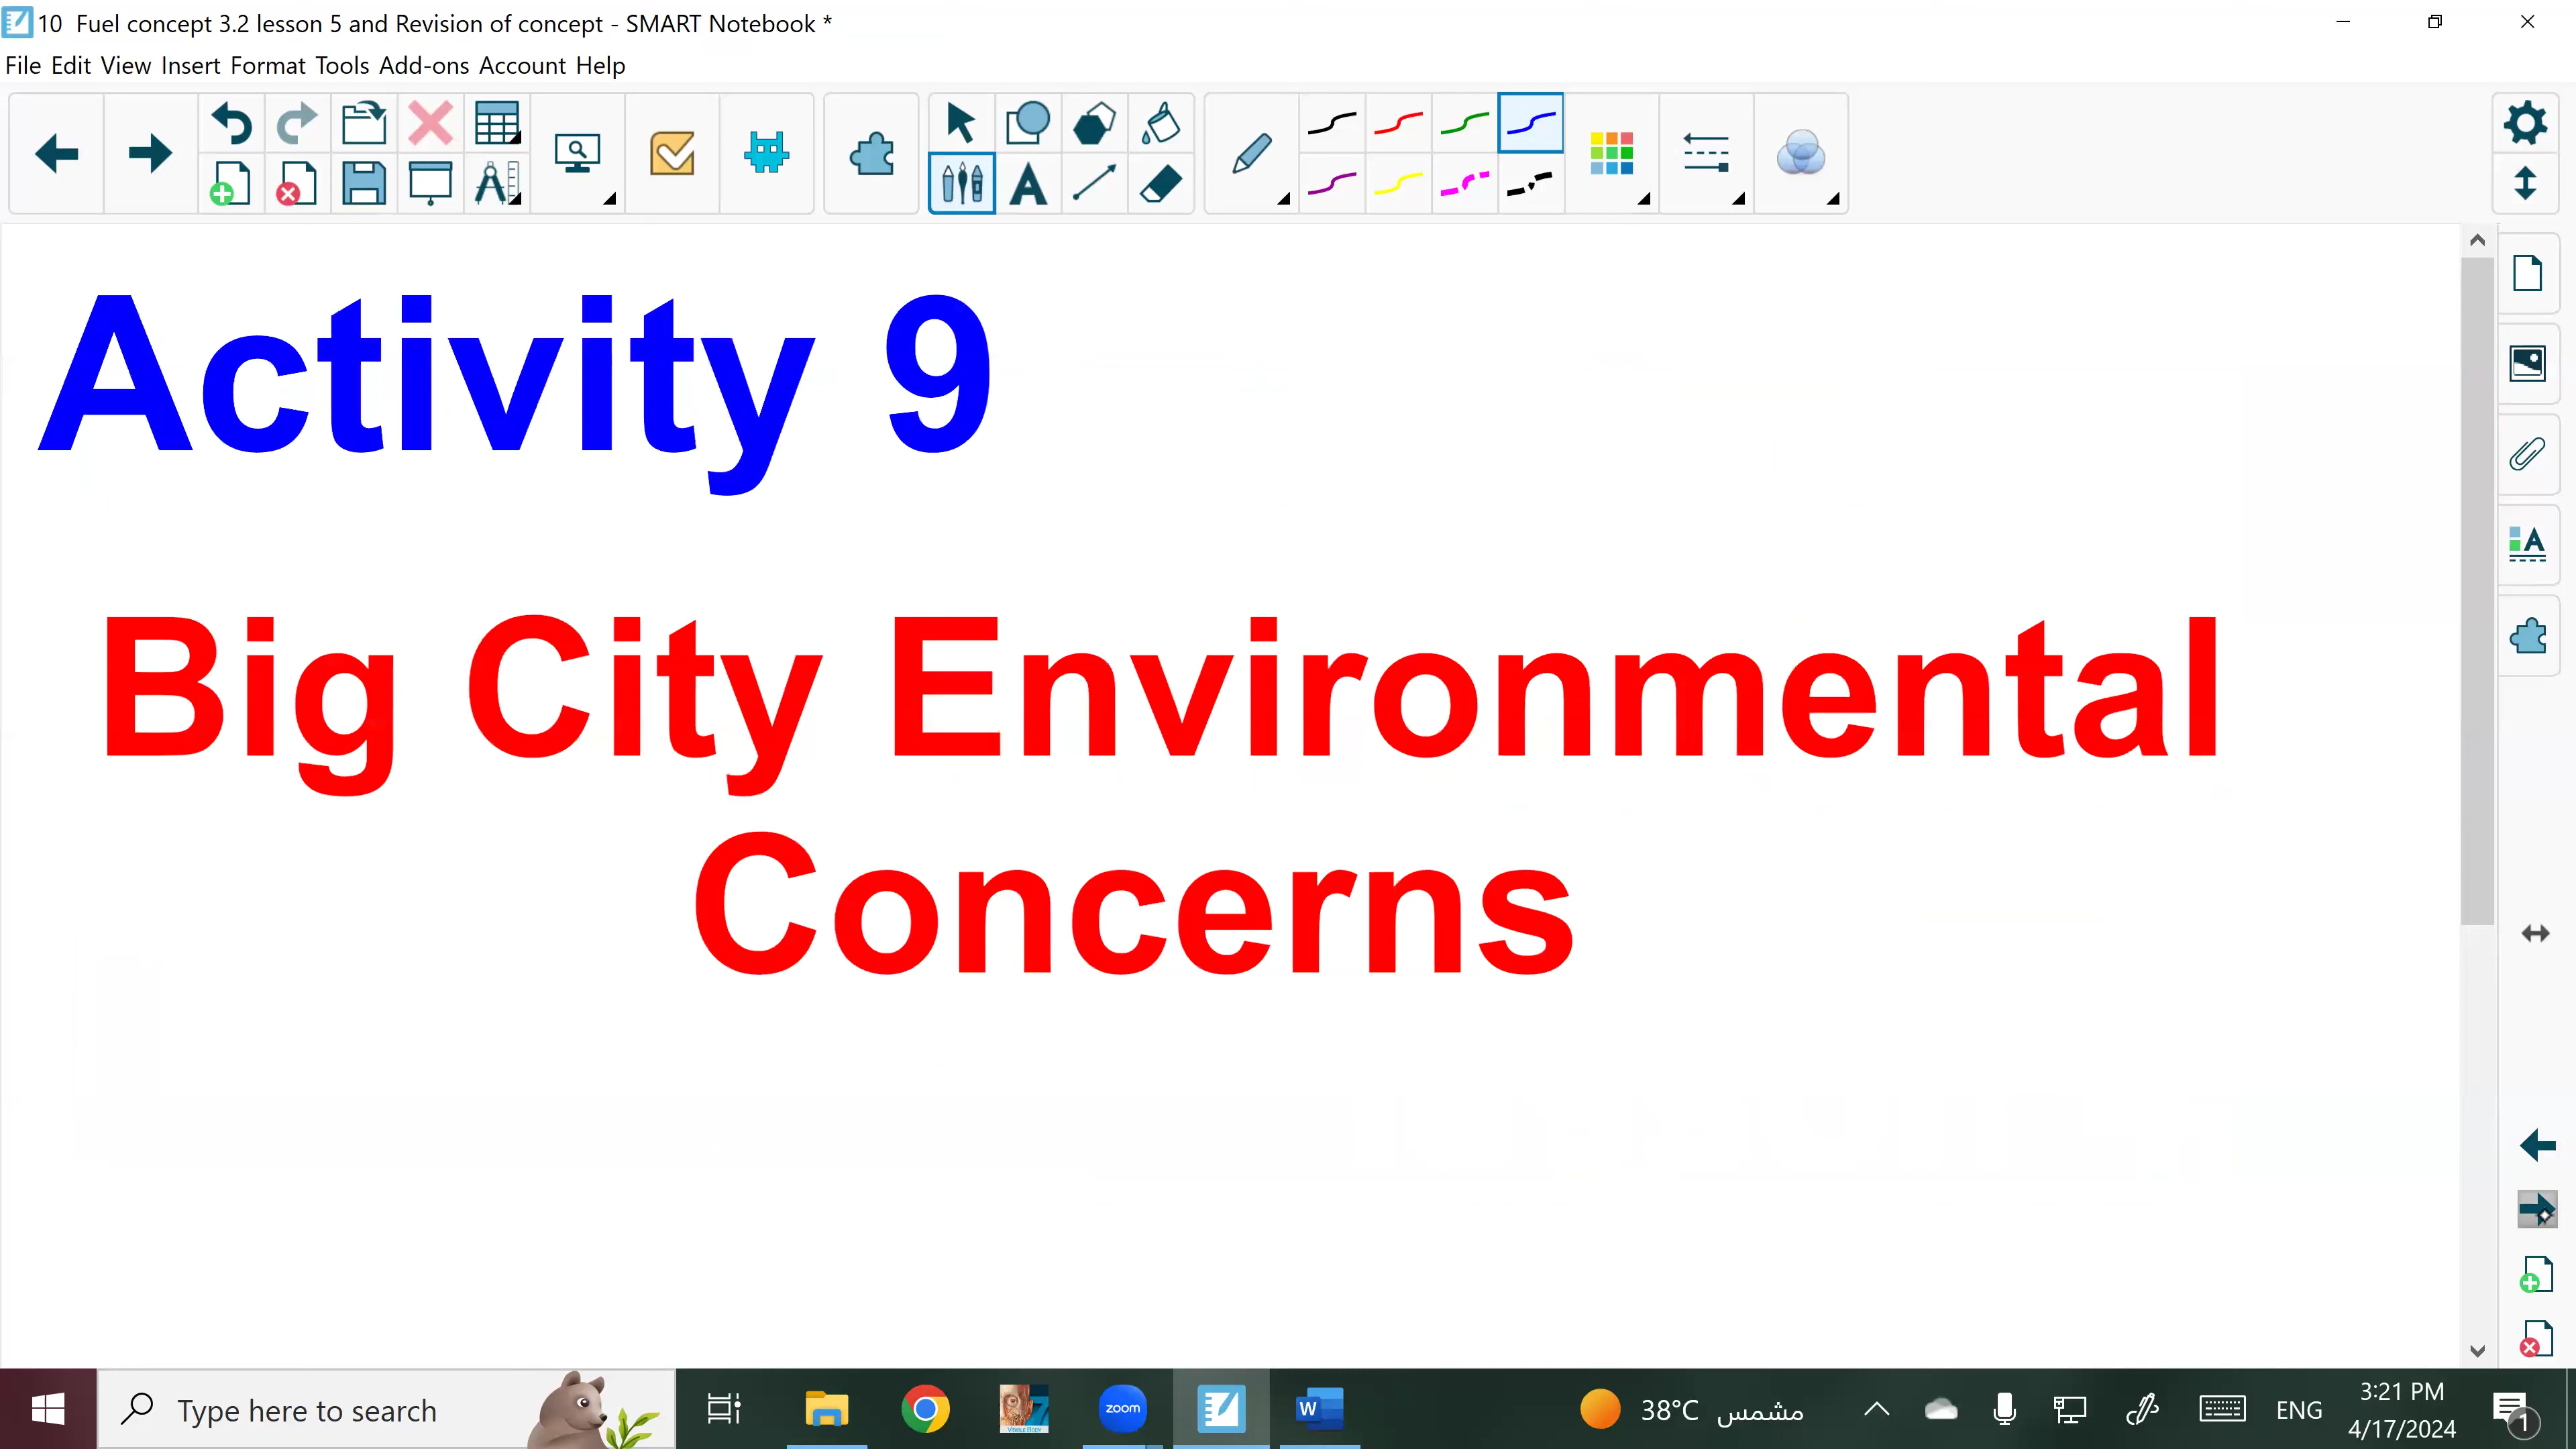 10 Fuel concept 3.2 lesson 5 and Revision of concept - SMART Notebook *
File Edit View Insert Format Tools Add-ons Account Help
Activity 9
Big City Environmental
Concerns
Type here to search
zoom
W
38°C مشمس
ENG
3:21 PM
4/17/2024
1